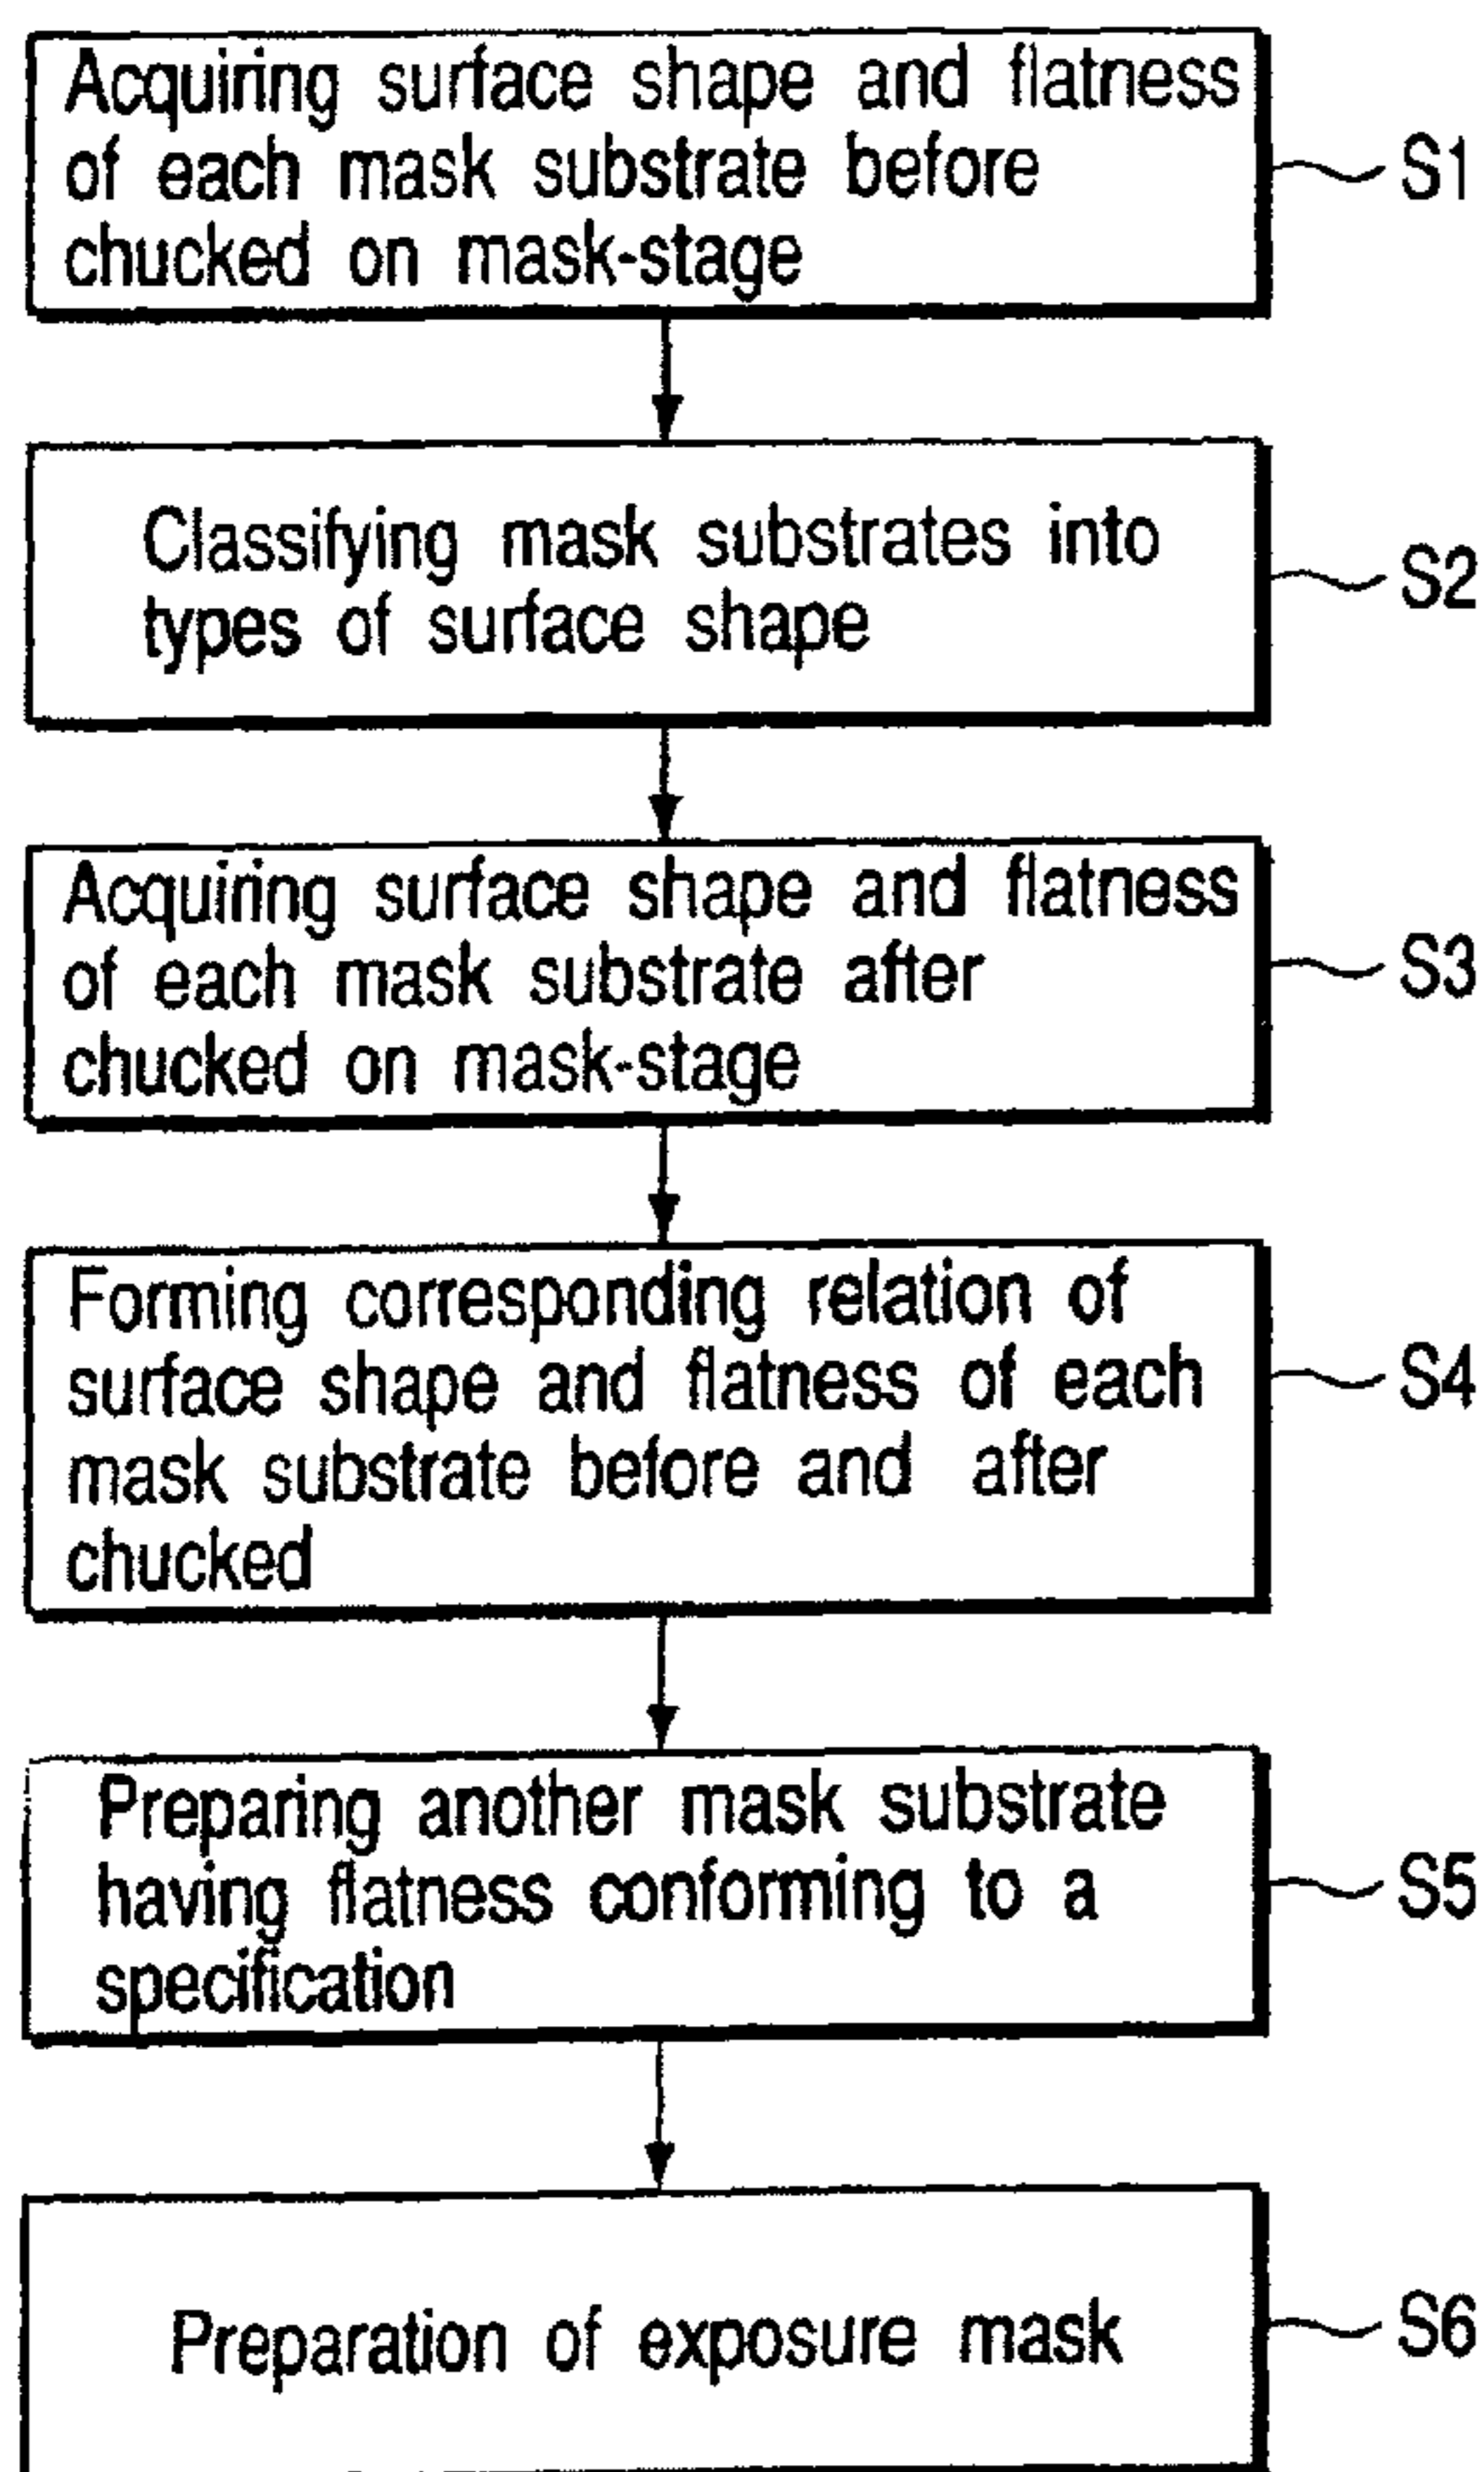 Acquiring surface shape and flatness
of each mask substrate before
chucked on mask-stage
S1
Classifying mask substrates into
types of surface shape
S2
Acquiring surface shape and flatness
of each mask substrate after
chucked on mask-stage
S3
Forming corresponding relation of
surface shape and flatness of each
mask substrate before and after
chucked
S4
Preparing another mask substrate
having flatness conforming to a
specification
S5
Preparation of exposure mask
S6